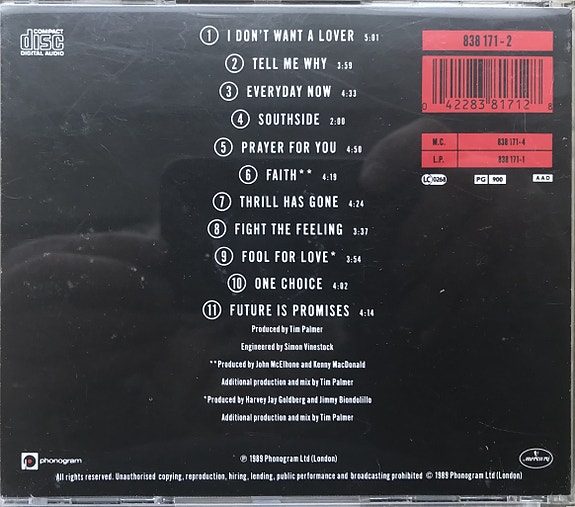 COMPACT
disc
DIGITAL AUDIO
1 I DON'T WANT A LOVER 5:01
2 TELL ME WHY 3:59
3 EVERYDAY NOW 4:33
4 SOUTHSIDE 2:00
5 PRAYER FOR YOU 4:50
6 FAITH** 4:19
7 THRILL HAS GONE 4:24
8 FIGHT THE FEELING 3:37
9 FOOL FOR LOVE* 3:54
10 ONE CHOICE 4:02
11 FUTURE IS PROMISES 4:14
838 171-2
0 42283 81712 8
M.C. 838 171-4
L.P. 838 171-1
LC 0268 PG 900 AAD
Produced by Tim Palmer
Engineered by Simon Vinestock
**Produced by John McElhone and Kenny MacDonald
Additional production and mix by Tim Palmer
*Produced by Harvey Jay Goldberg and Jimmy Biondolillo
Additional production and mix by Tim Palmer
phonogram
℗ 1989 Phonogram Ltd (London)
mercury
All rights reserved. Unauthorised copying, reproduction, hiring, lending, public performance and broadcasting prohibited © 1989 Phonogram Ltd (London)